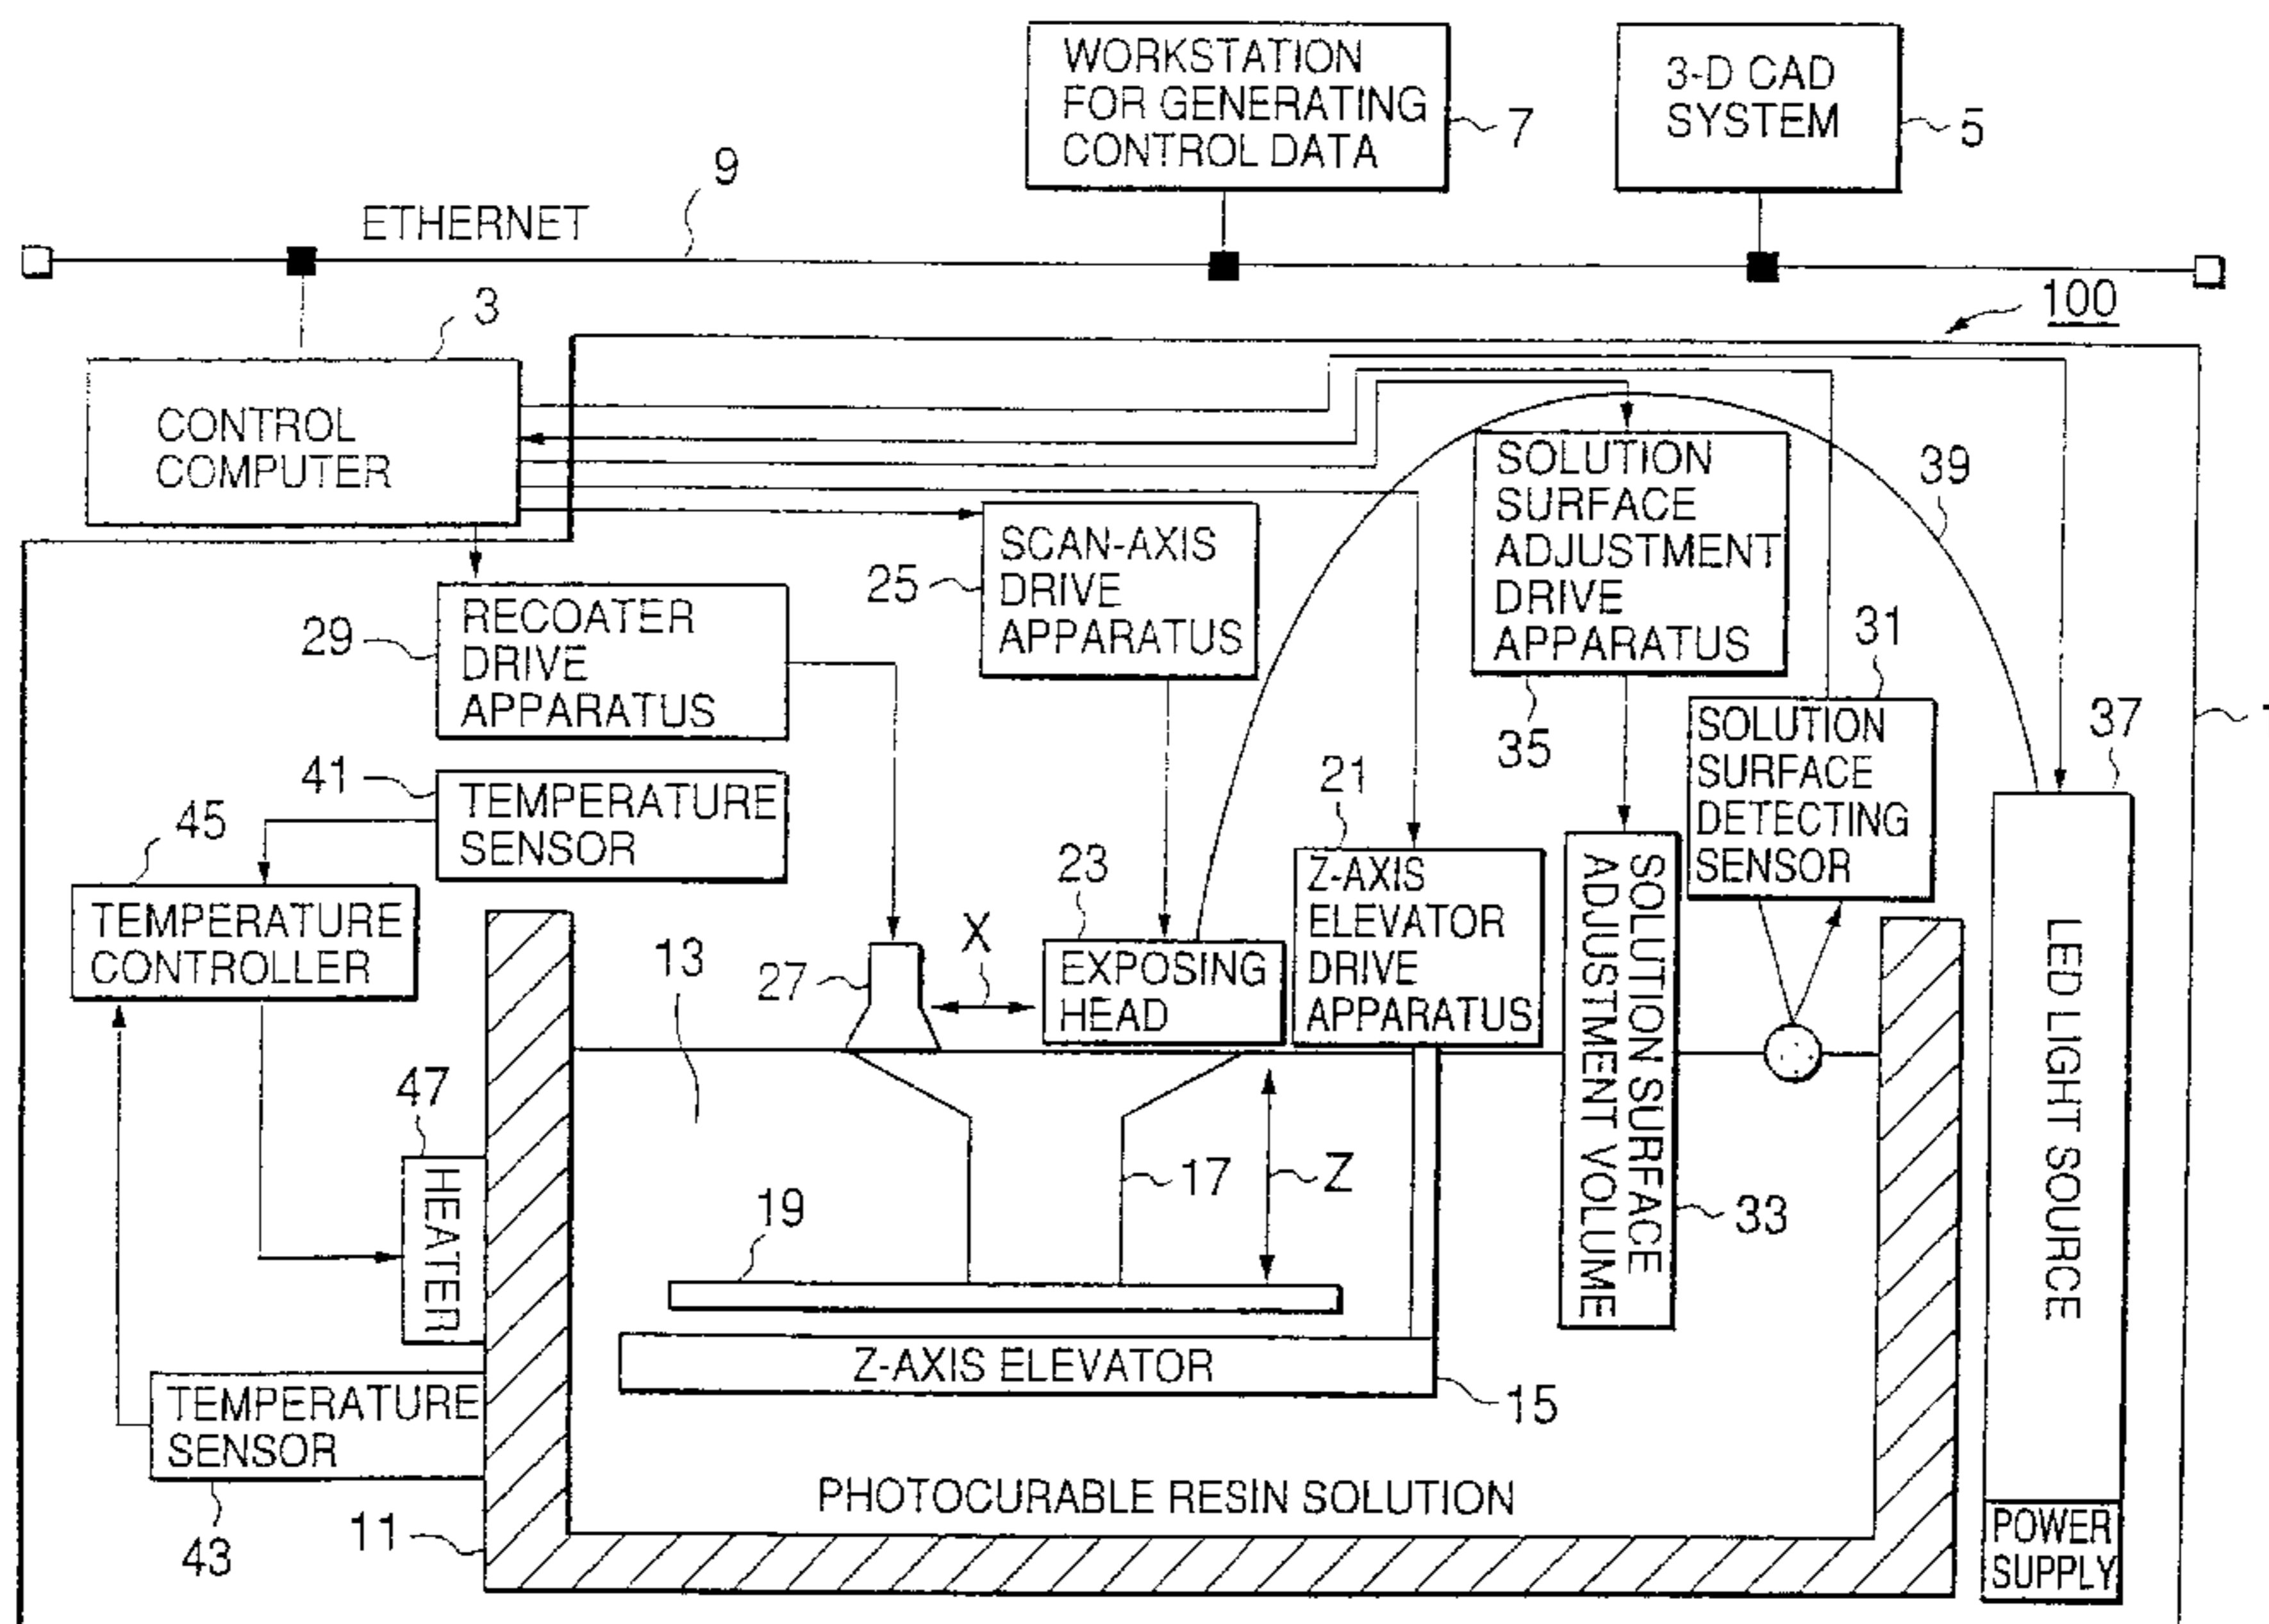 WORKSTATION
FOR GENERATING
CONTROL DATA
7
3-D CAD
SYSTEM
5
9
ETHERNET
100
3
CONTROL
COMPUTER
39
SOLUTION
SURFACE
ADJUSTMENT
DRIVE
APPARATUS
35
SCAN-AXIS
DRIVE
APPARATUS
25
RECOATER
DRIVE
APPARATUS
29
31
SOLUTION
SURFACE
DETECTING
SENSOR
37
41
TEMPERATURE
SENSOR
45
TEMPERATURE
CONTROLLER
21
Z-AXIS
ELEVATOR
DRIVE
APPARATUS
23
EXPOSING
HEAD
X
27
13
SOLUTION SURFACE
ADJUSTMENT VOLUME
33
LED LIGHT SOURCE
47
HEATER
17
Z
19
Z-AXIS ELEVATOR
15
TEMPERATURE
SENSOR
43
11
PHOTOCURABLE RESIN SOLUTION
POWER
SUPPLY